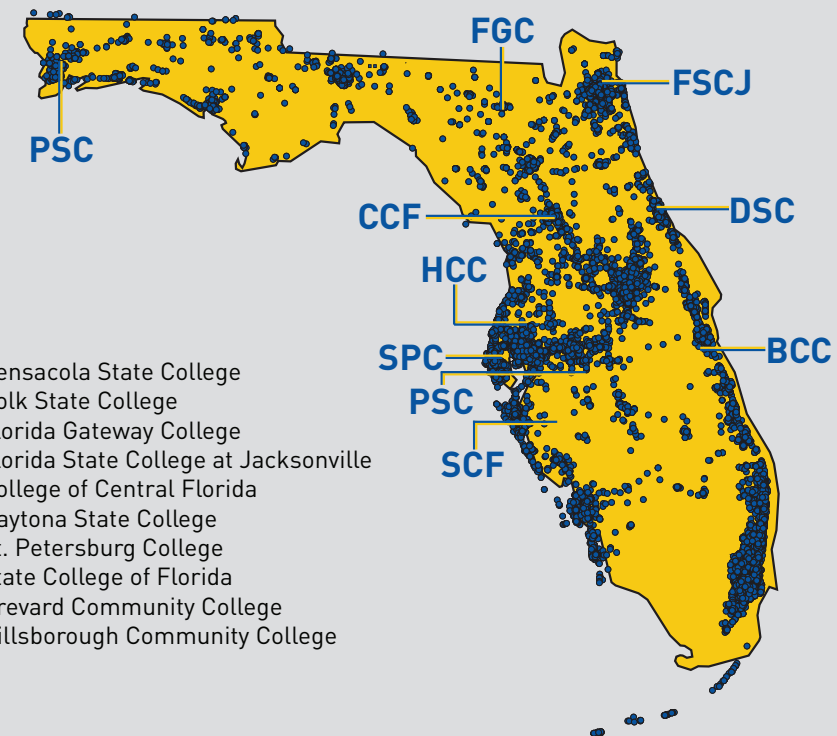 FGC
FSCJ
PSC
CCF
DSC
HCC
SPC
BCC
PSC
SCF
ensacola State College
olk State College
lorida Gateway College
lorida State College at Jacksonville
ollege of Central Florida
aytona State College
t. Petersburg College
tate College of Florida
revard Community College
illsborough Community College